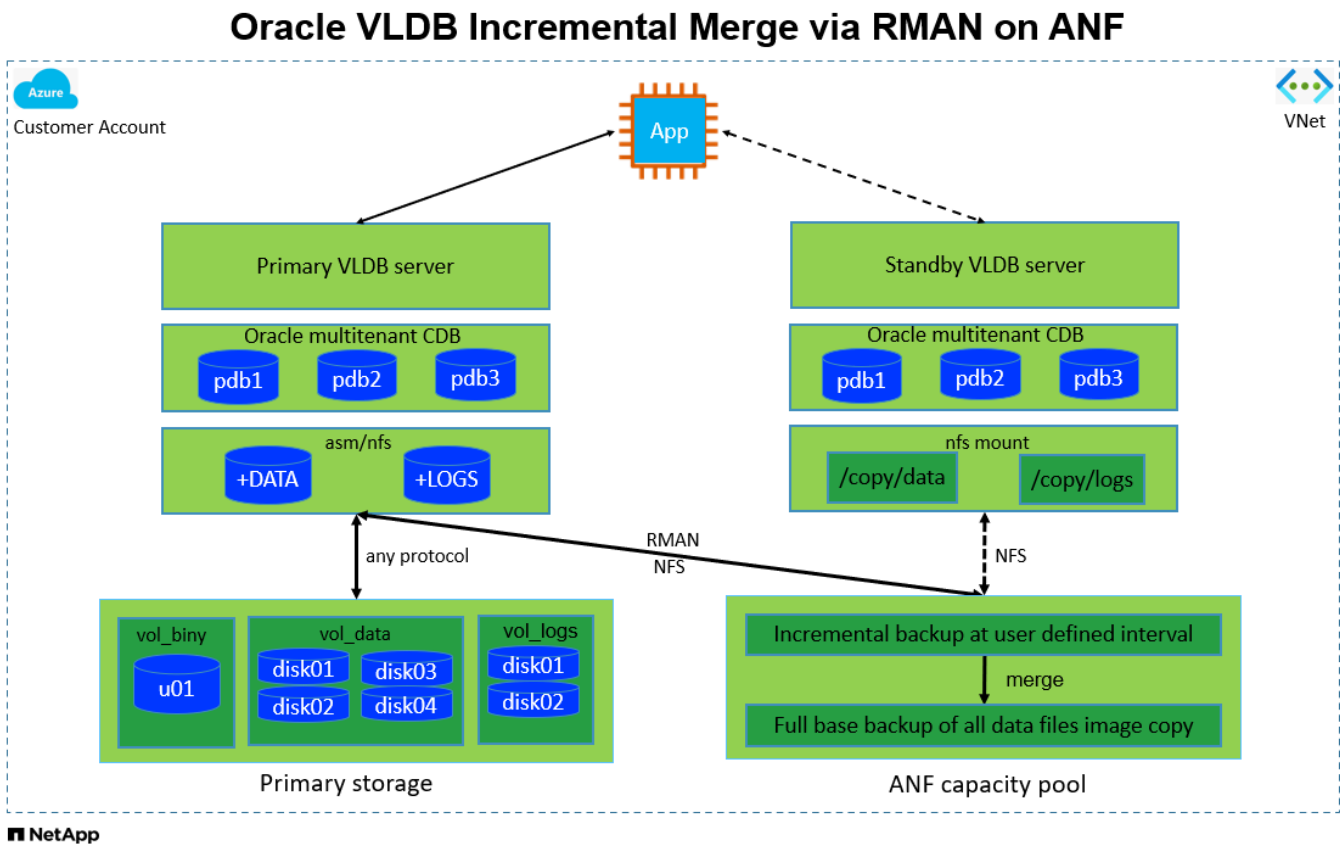 Oracle VLDB Incremental Merge via RMAN on ANF
Azure
Customer Account
App
VNet
Primary VLDB server
Standby VLDB server
Oracle multitenant CDB
pdb1
pdb2
pdb3
Oracle multitenant CDB
pdb1
pdb2
pdb3
asm/nfs
+DATA
+LOGS
nfs mount
/copy/data
/copy/logs
any protocol
RMAN
NFS
NFS
vol_biny
u01
vol_data
disk01
disk03
disk02
disk04
vol_logs
disk01
disk02
Incremental backup at user defined interval
merge
Full base backup of all data files image copy
Primary storage
ANF capacity pool
NetApp